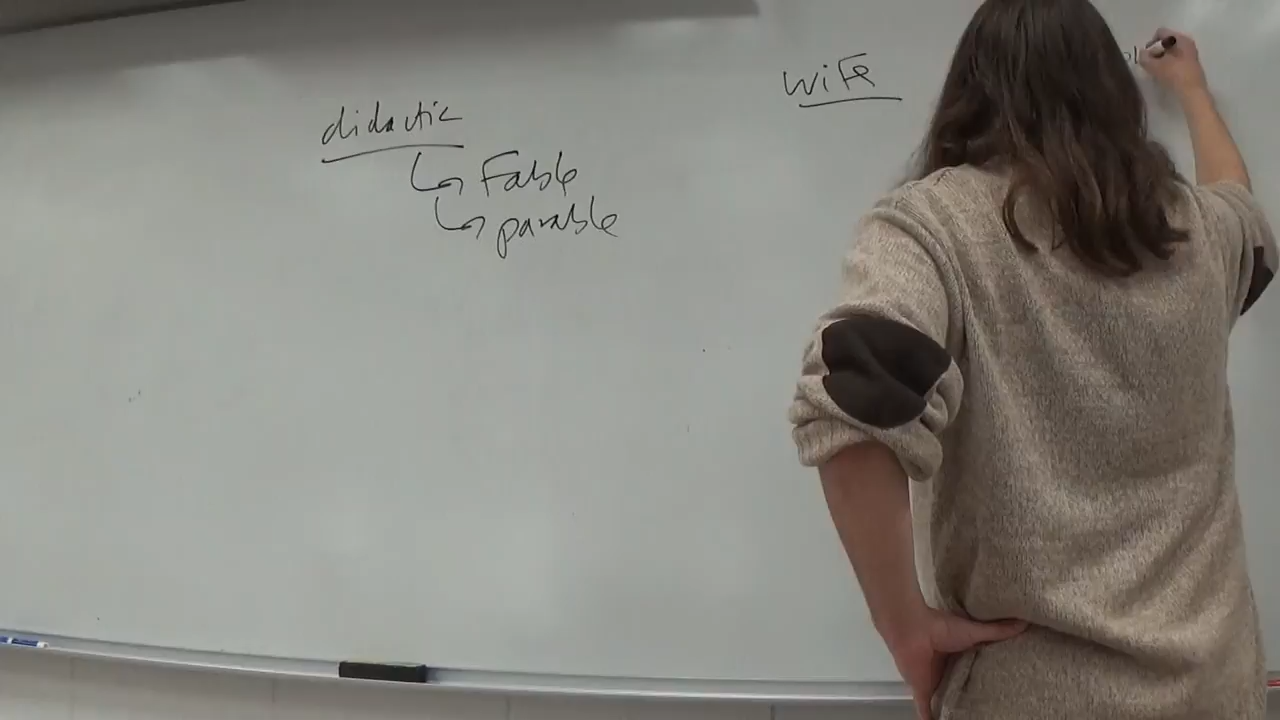 didactic
↳ Fable
↳ parable
wife